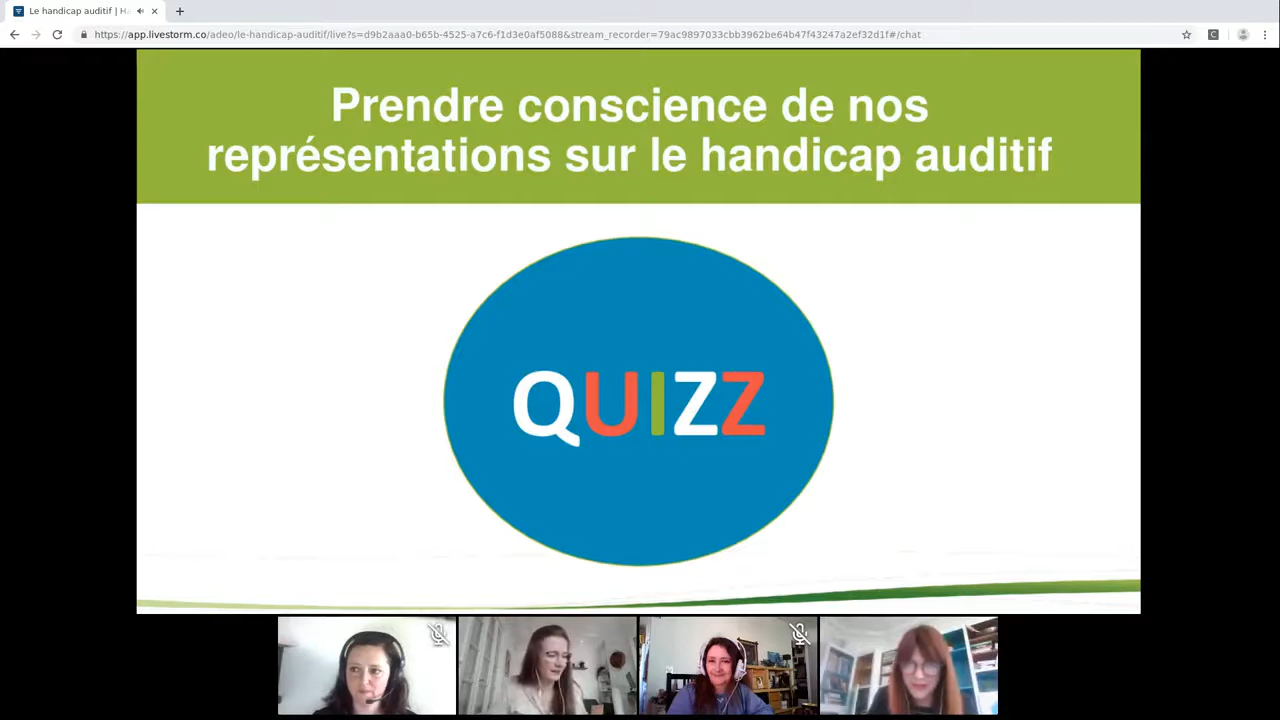 Le handicap auditif | Ha
https://app.livestorm.co/adeo/le-handicap-auditif/live?s=d9b2aaa0-b65b-4525-a7c6-f1d3e0af5088&stream_recorder=79ac9897033cbb3962be64b47f43247a2ef32d1f#/chat
Prendre conscience de nos
représentations sur le handicap auditif
QUIZZ